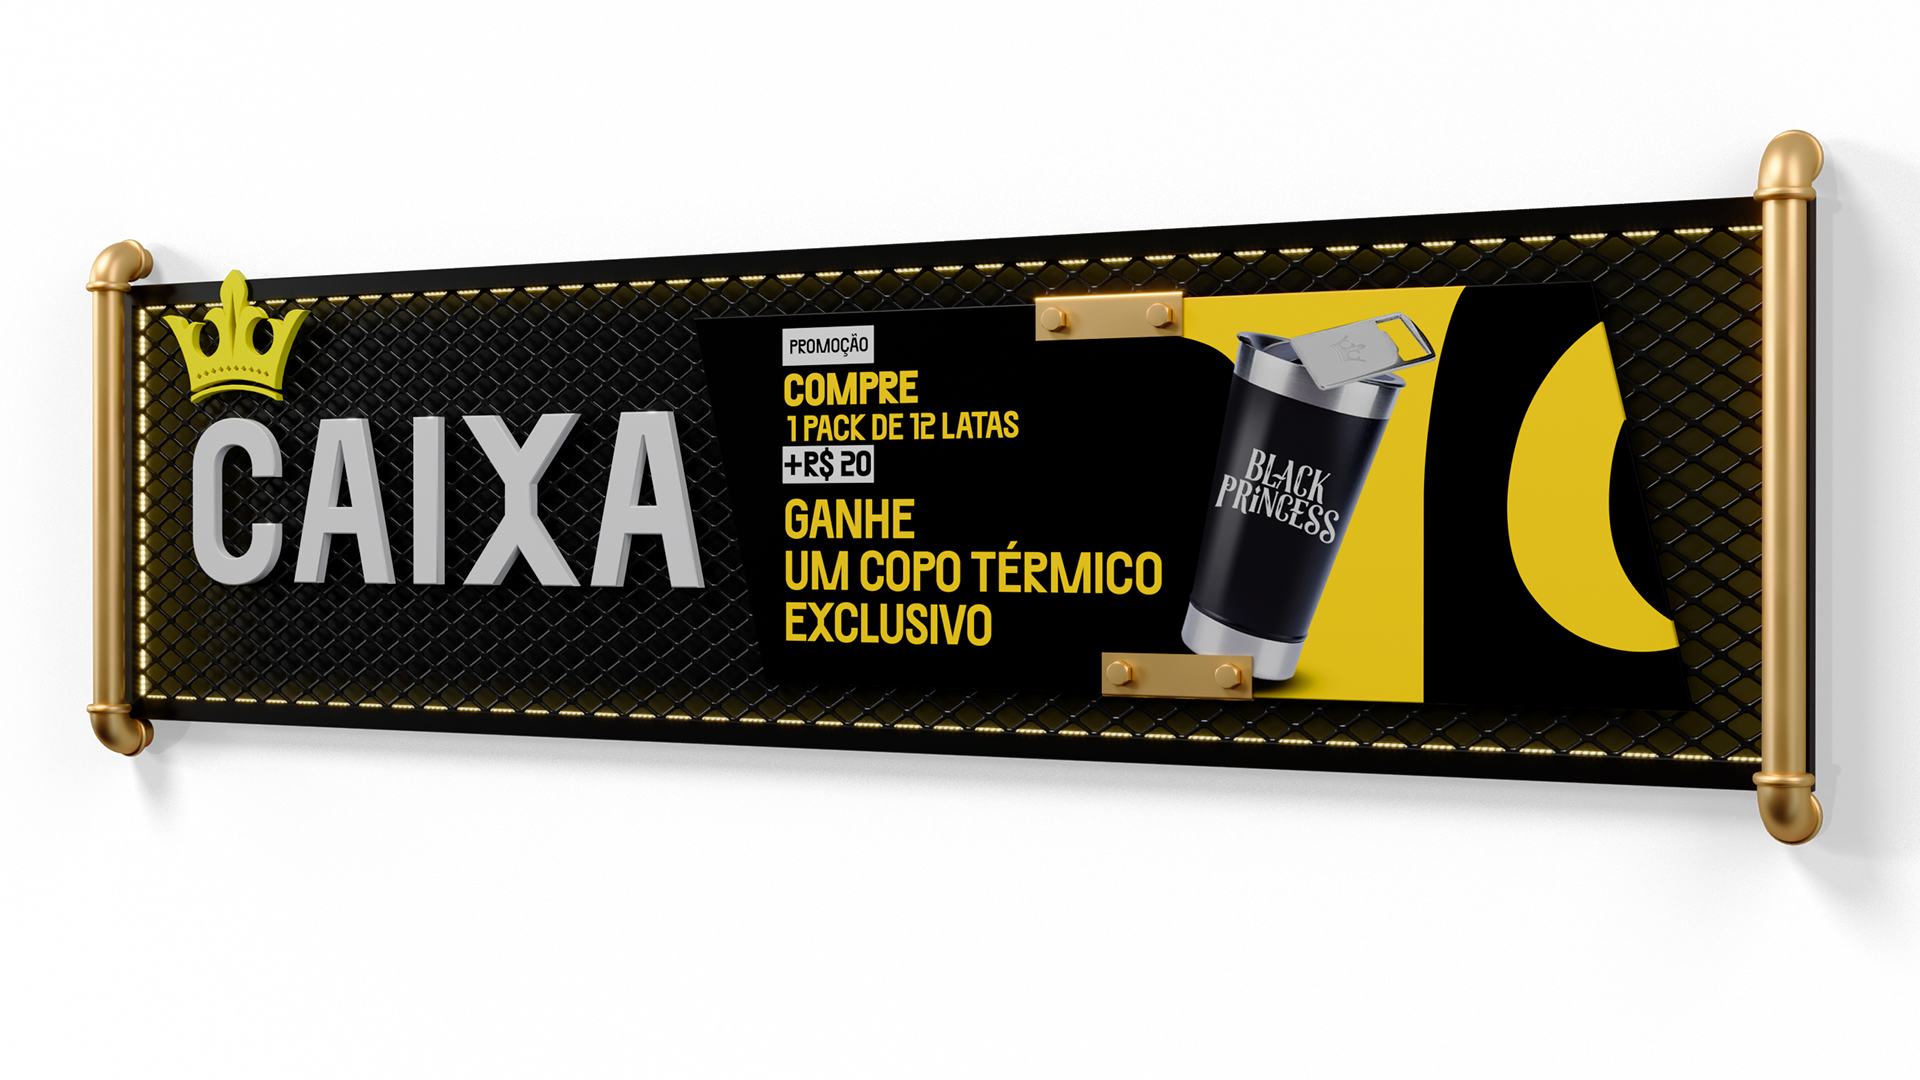 CAIXA
PROMOÇÃO
COMPRE
1 PACK DE 12 LATAS
+R$ 20
GANHE
UM COPO TÉRMICO
EXCLUSIVO
BLACK
PRINCESS